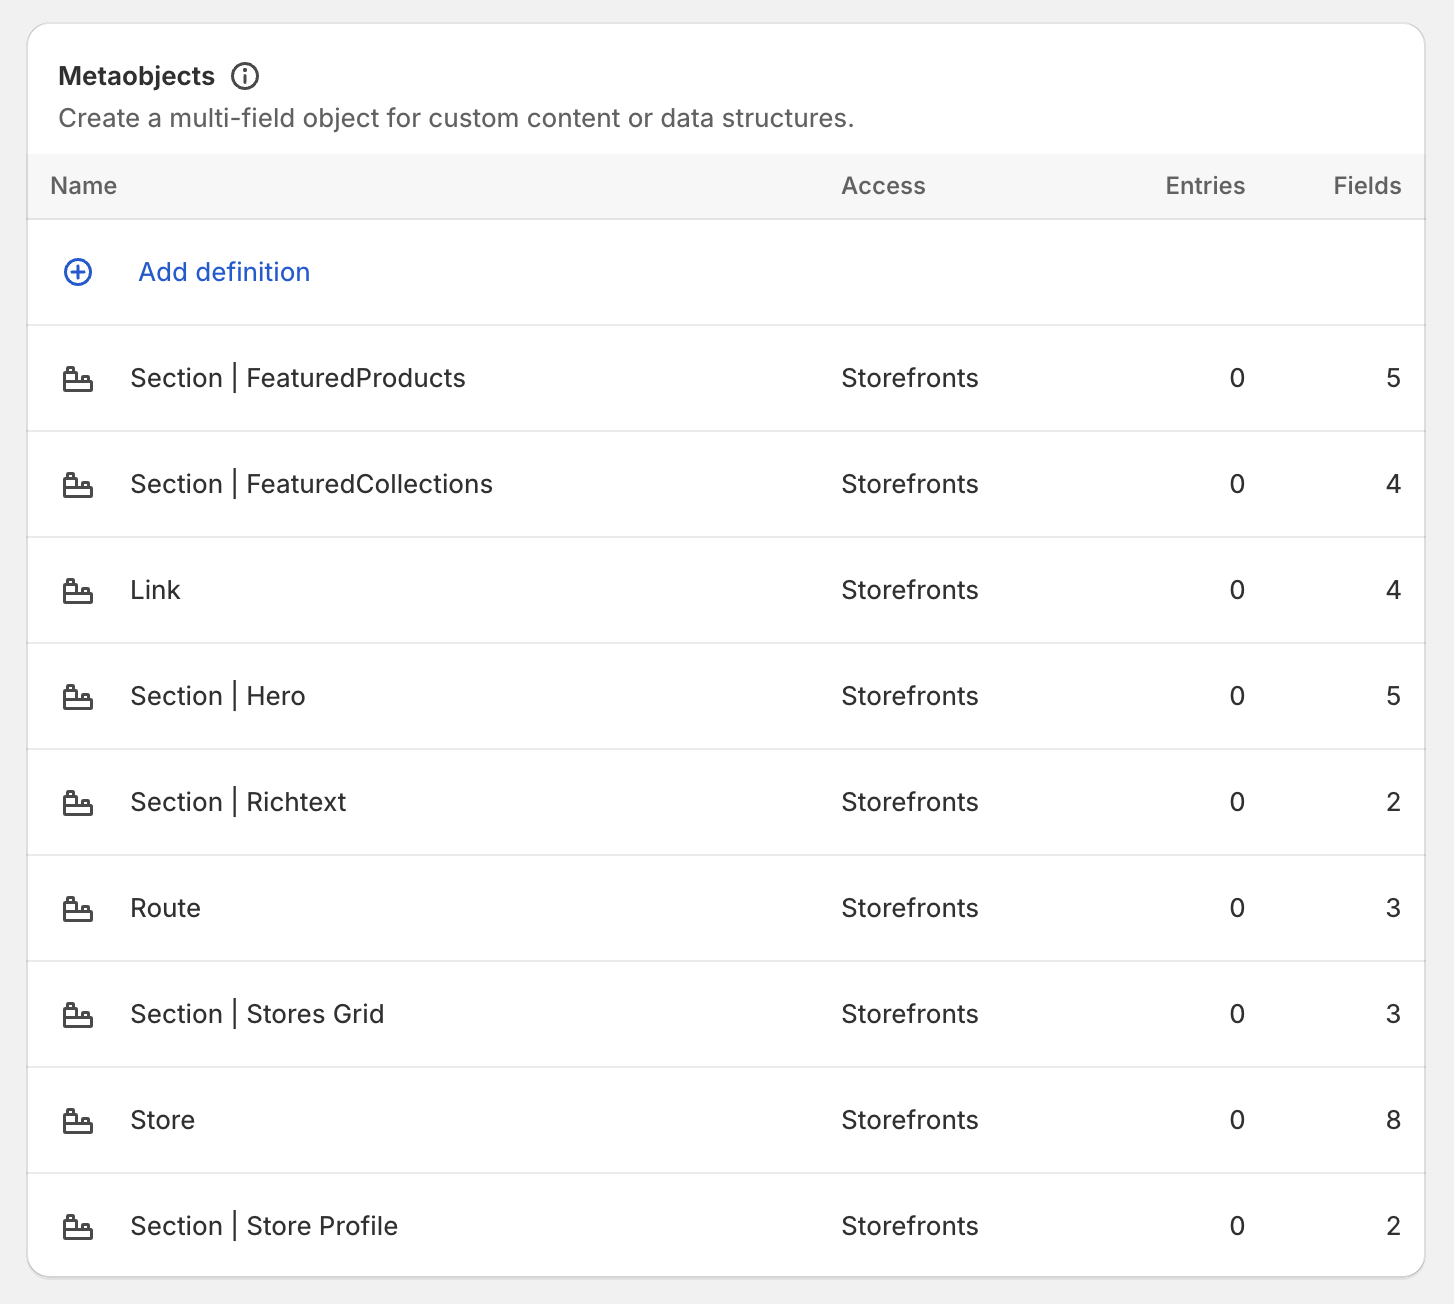 Metaobjects
Create a multi-field object for custom content or data structures.
Name Access Entries Fields
Add definition
Section | FeaturedProducts Storefronts 0 5
Section | FeaturedCollections Storefronts 0 4
Link Storefronts 0 4
Section | Hero Storefronts 0 5
Section | Richtext Storefronts 0 2
Route Storefronts 0 3
Section | Stores Grid Storefronts 0 3
Store Storefronts 0 8
Section | Store Profile Storefronts 0 2